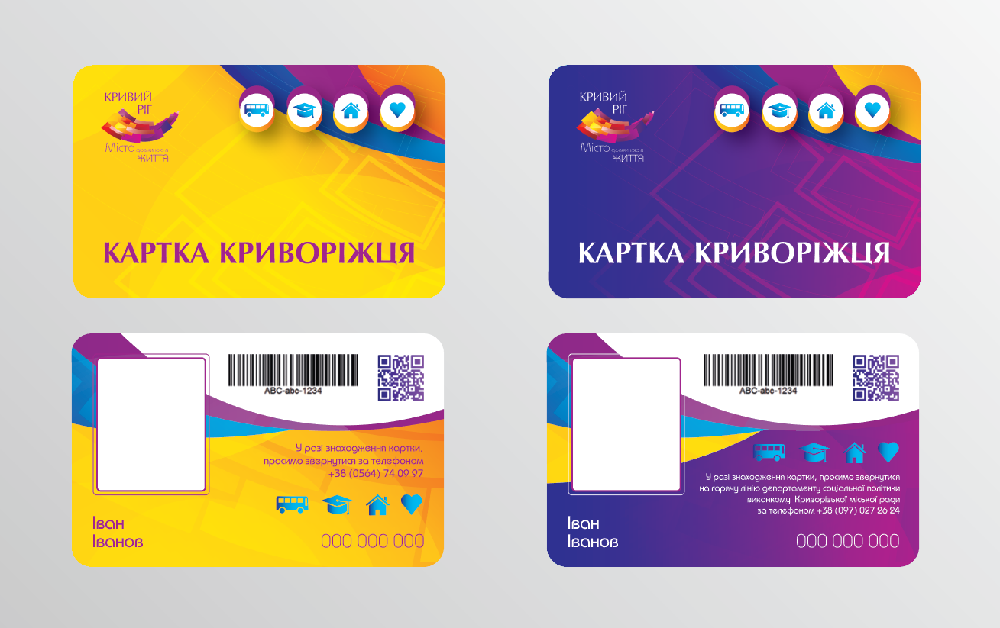 КРИВИЙ
РІГ
Місто довжиною в
ЖИТТЯ
КАРТКА КРИВОРІЖЦЯ
КРИВИЙ
РІГ
Місто довжиною в
ЖИТТЯ
КАРТКА КРИВОРІЖЦЯ
ABC-abc-1234
У разі знаходження картки,
просимо звернутися за телефоном
+38 (0564) 74 09 97
Іван
Іванов
000 000 000
ABC-abc-1234
У разі знаходження картки, просимо звернутися
на гарячу лінію департаменту соціальної політики
виконкому Криворізької міської ради
за телефоном +38 (097) 027 26 24
Іван
Іванов
000 000 000